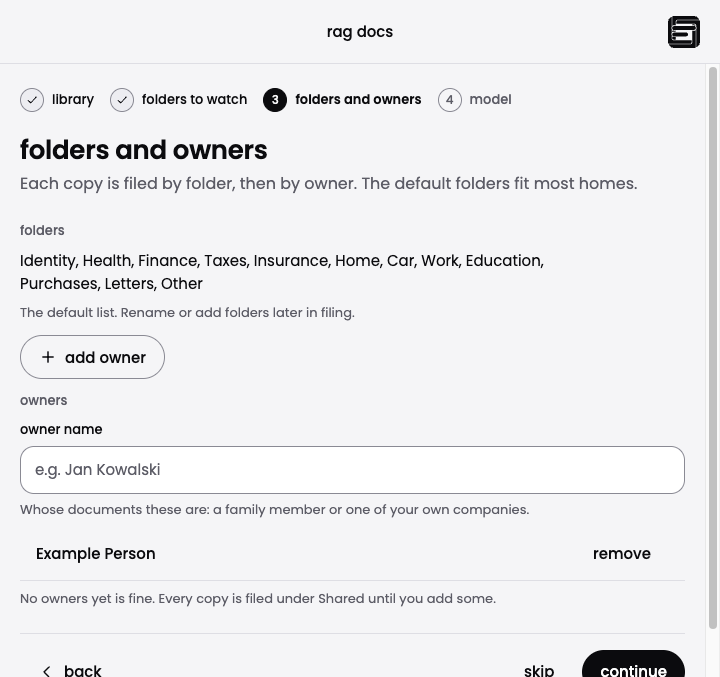 rag docs
library
folders to watch
3 folders and owners
4 model
folders and owners
Each copy is filed by folder, then by owner. The default folders fit most homes.
folders
Identity, Health, Finance, Taxes, Insurance, Home, Car, Work, Education,
Purchases, Letters, Other
The default list. Rename or add folders later in filing.
+ add owner
owners
owner name
e.g. Jan Kowalski
Whose documents these are: a family member or one of your own companies.
Example Person
remove
No owners yet is fine. Every copy is filed under Shared until you add some.
back
skip
continue